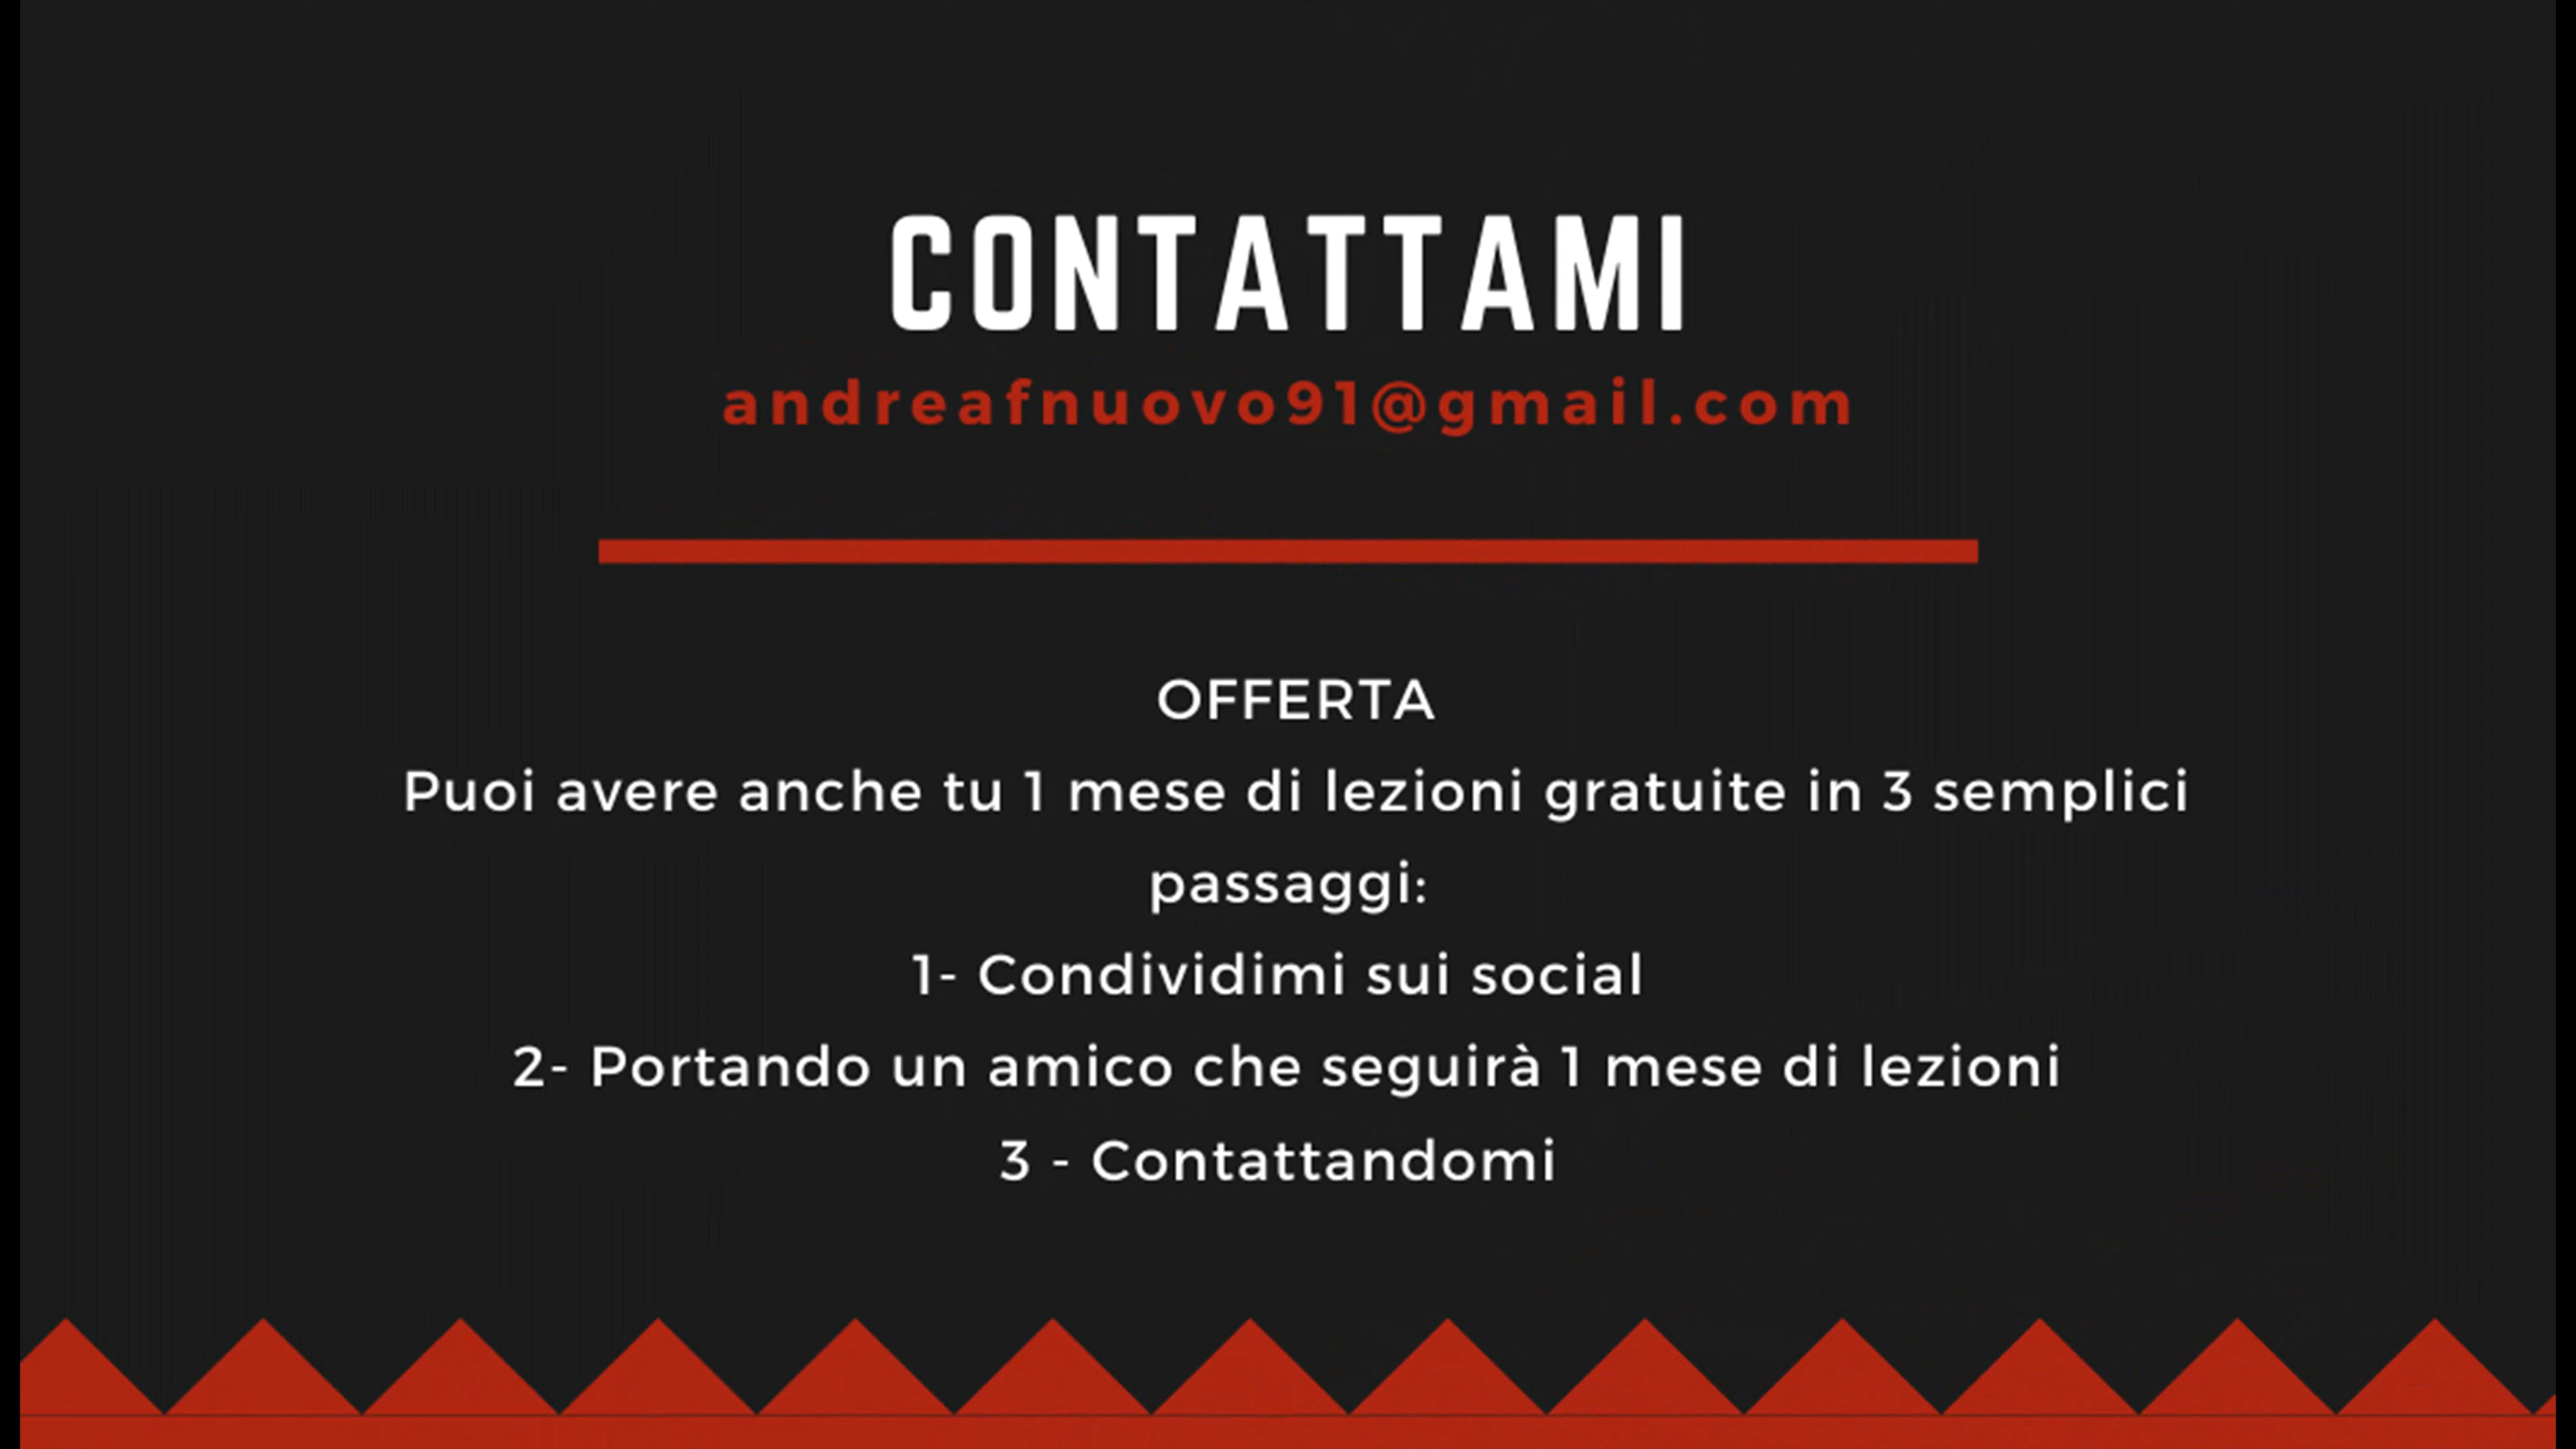 CONTATTAMI
andreafnuovo91@gmail.com
OFFERTA
Puoi avere anche tu 1 mese di lezioni gratuite in 3 semplici
passaggi:
1- Condividimi sui social
2- Portando un amico che seguirà 1 mese di lezioni
3 - Contattandomi